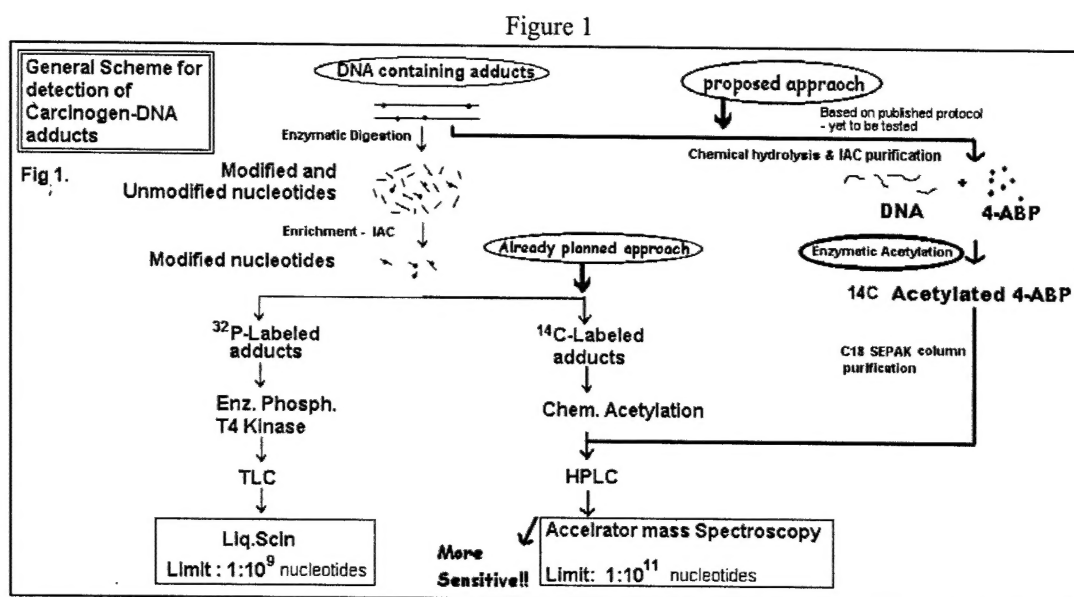 Figure 1
General Scheme for
detection of
Carcinogen-DNA
adducts
Fig 1.
DNA containing adducts
proposed appraoch
Based on published protocol
- yet to be tested
Enzymatic Digestion
Chemical hydrolysis & IAC purification
Modified and
Unmodified nucleotides
DNA + 4-ABP
Enrichment - IAC
Already planned approach
Enzymatic Acetylation
Modified nucleotides
14C Acetylated 4-ABP
32P-Labeled
adducts
14C-Labeled
adducts
C18 SEPAK column
purification
Enz. Phosph.
T4 Kinase
Chem. Acetylation
TLC
HPLC
Liq.Scin
Limit : 1:10^9 nucleotides
More
Sensitive!!
Accelrator mass Spectroscopy
Limit: 1:10^11 nucleotides